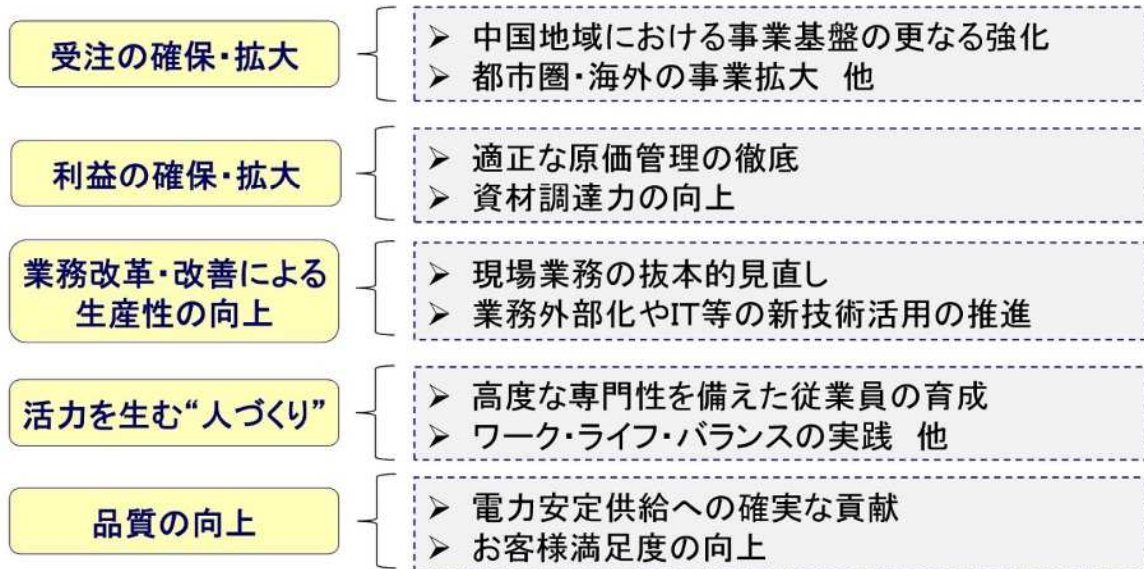 受注の確保・拡大
➢ 中国地域における事業基盤の更なる強化
➢ 都市圏・海外の事業拡大 他
利益の確保・拡大
➢ 適正な原価管理の徹底
➢ 資材調達力の向上
業務改革・改善による
生産性の向上
➢ 現場業務の抜本的見直し
➢ 業務外部化やIT等の新技術活用の推進
活力を生む“人づくり”
➢ 高度な専門性を備えた従業員の育成
➢ ワーク・ライフ・バランスの実践 他
品質の向上
➢ 電力安定供給への確実な貢献
➢ お客様満足度の向上